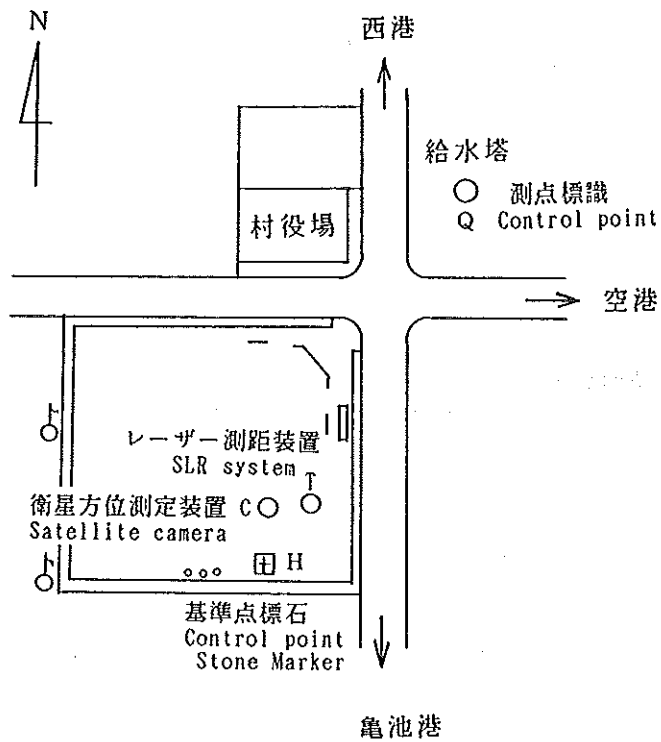 N
西港
給水塔
測点標識
Q Control point
村役場
空港
レーザー測距装置
SLR system
T
衛星方位測定装置 C
Satellite camera
H
基準点標石
Control point
Stone Marker
亀池港